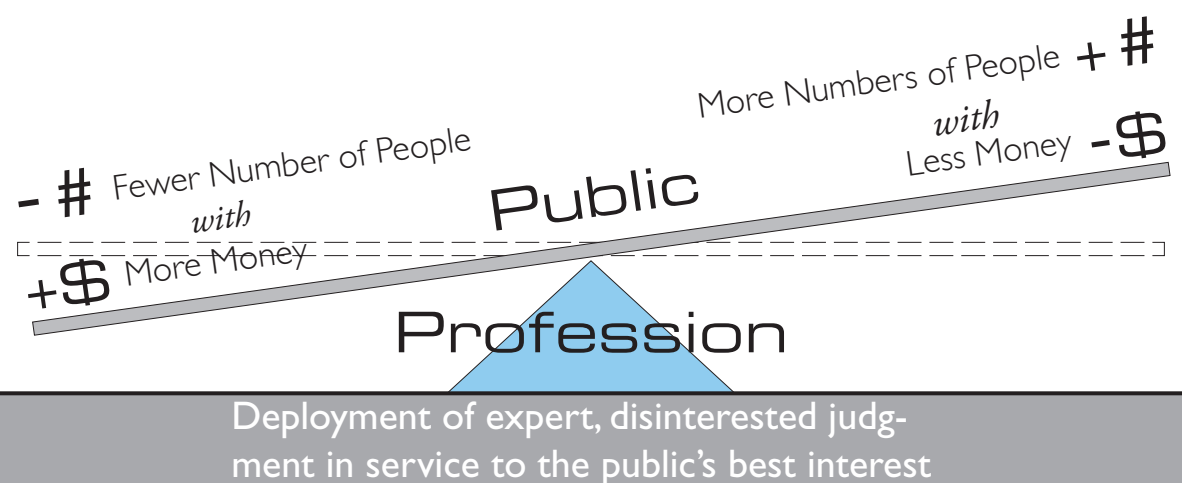 - # Fewer Number of People
with
+$ More Money
Public
More Numbers of People + #
with
Less Money -$
Profession
Deployment of expert, disinterested judg-
ment in service to the public's best interest